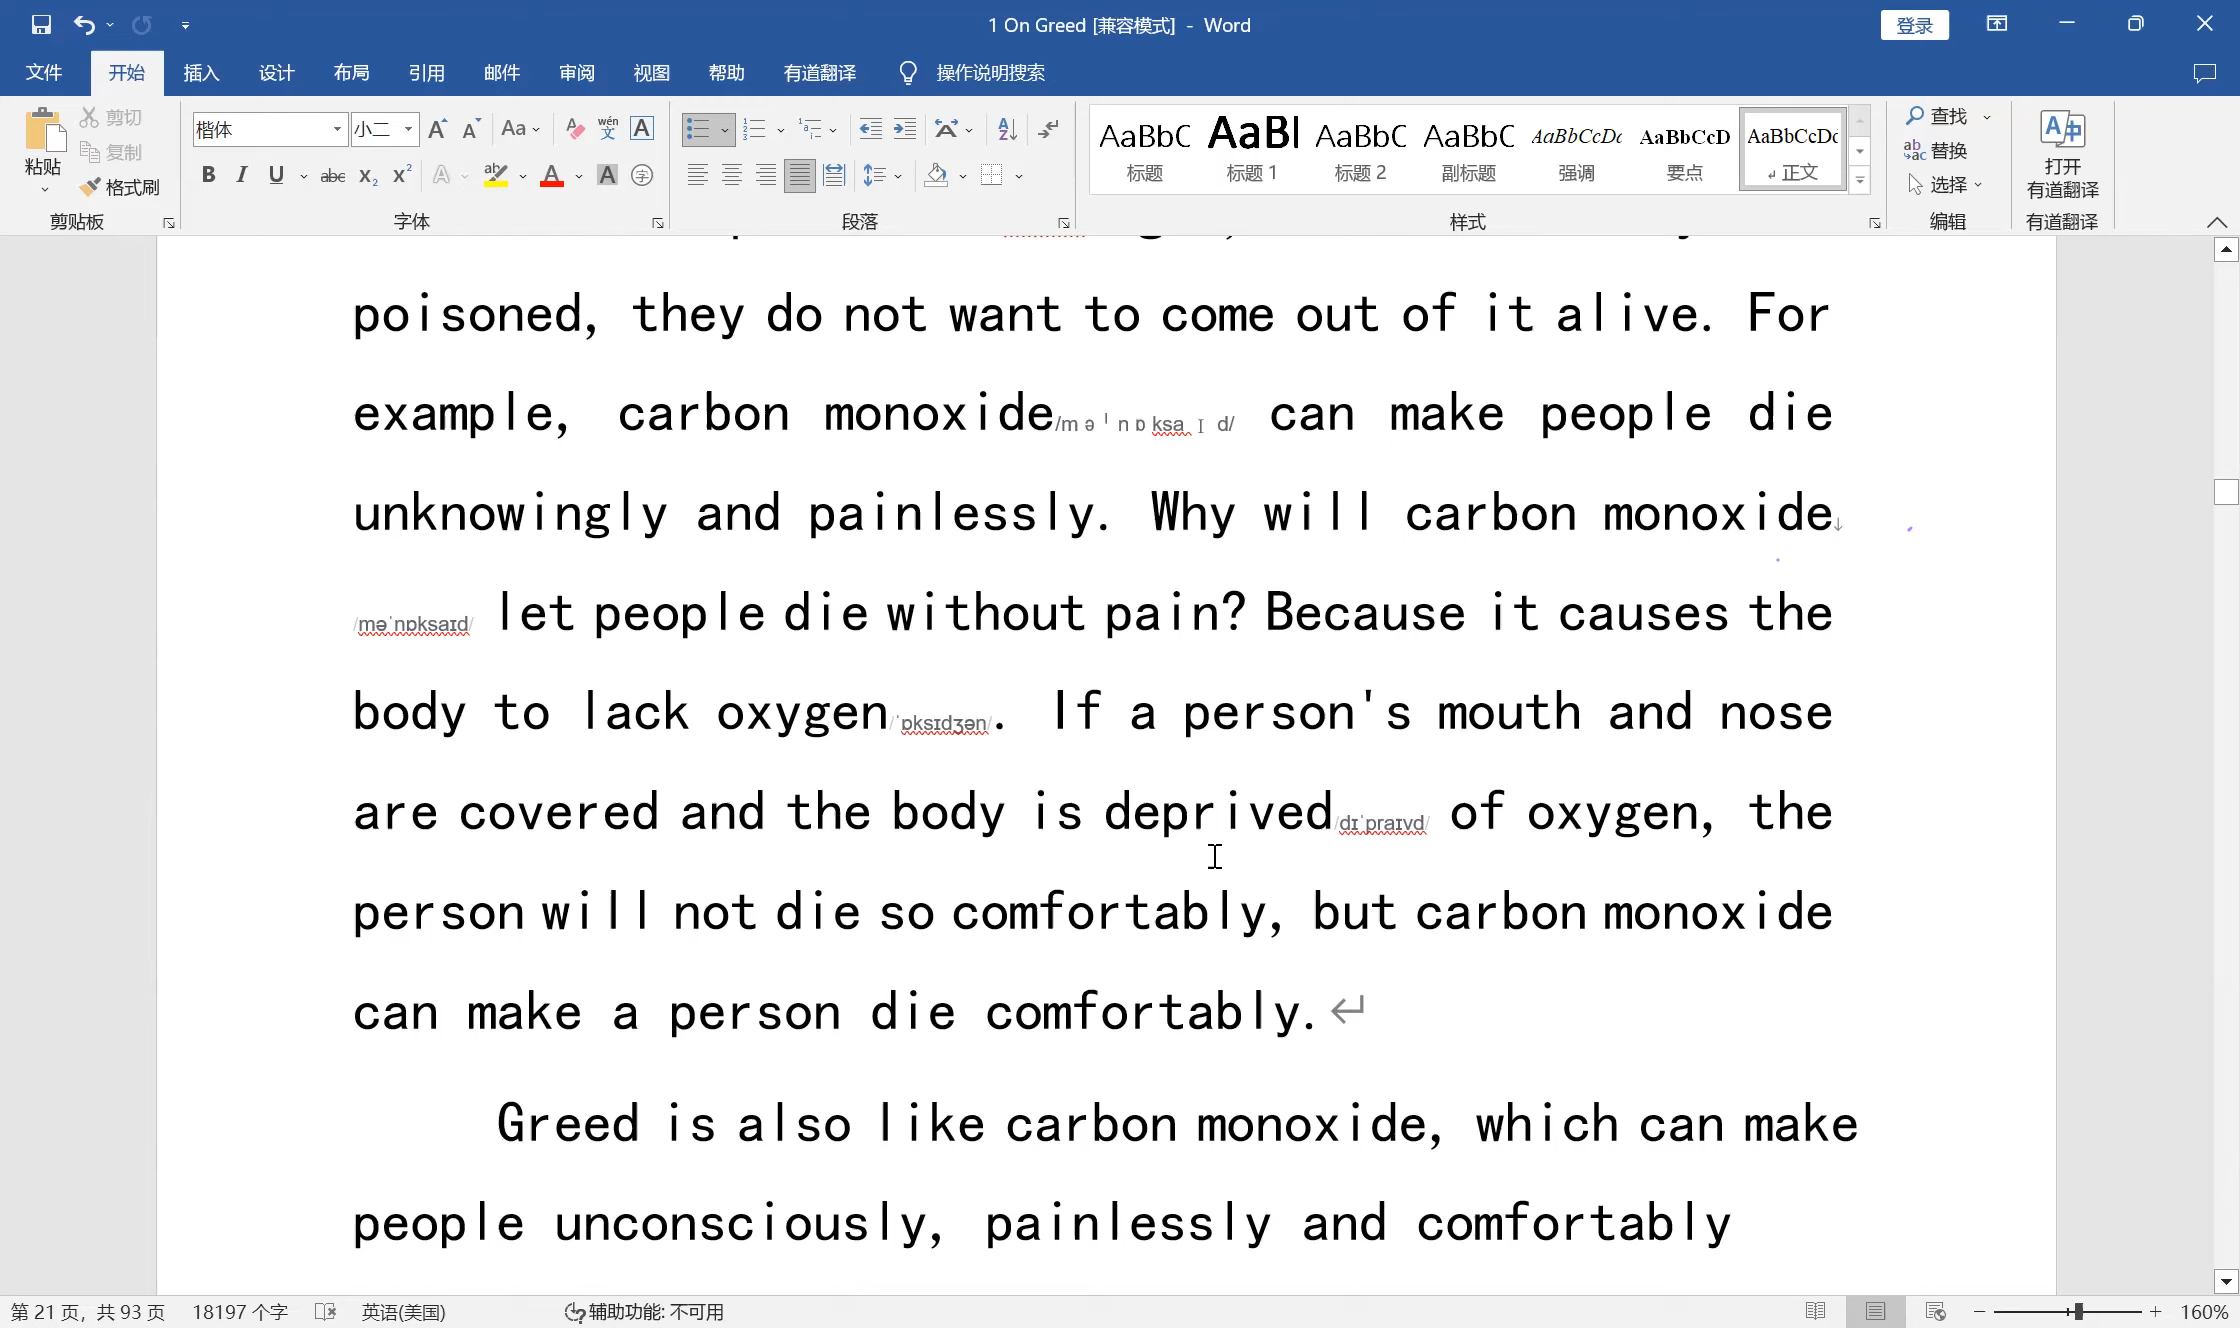 1 On Greed [兼容模式] - Word
登录
文件 开始 插入 设计 布局 引用 邮件 审阅 视图 帮助 有道翻译 操作说明搜索
粘贴 剪切 复制 格式刷
剪贴板
楷体 小二
字体
段落
AaBbC AaBl AaBbC AaBbC AaBbCcDc AaBbCcD AaBbCcDc
标题 标题 1 标题 2 副标题 强调 要点 ↲正文
样式
查找
替换
选择
编辑
打开
有道翻译
有道翻译
poisoned, they do not want to come out of it alive. For
example, carbon monoxide/məˈnɒksaɪd/ can make people die
unknowingly and painlessly. Why will carbon monoxide↓
/məˈnɒksaɪd/ let people die without pain? Because it causes the
body to lack oxygen/ˈɒksɪdʒən/. If a person's mouth and nose
are covered and the body is deprived/dɪˈpraɪvd/ of oxygen, the
person will not die so comfortably, but carbon monoxide
can make a person die comfortably.↵
Greed is also like carbon monoxide, which can make
people unconsciously, painlessly and comfortably
第 21 页, 共 93 页 18197 个字 英语(美国) 辅助功能: 不可用 160%